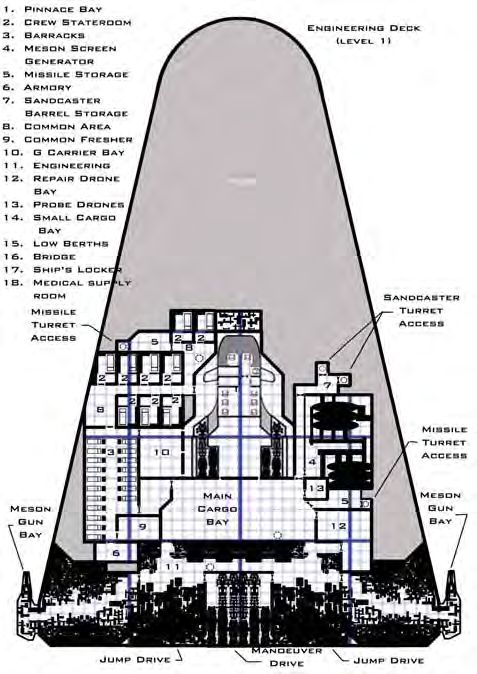 1. Pinnace Bay
2. Crew Stateroom
3. Barracks
4. Meson Screen
Generator
5. Missile Storage
6. Armory
7. Sandcaster
Barrel Storage
8. Common Area
9. Common Fresher
10. G Carrier Bay
11. Engineering
12. Repair Drone
Bay
13. Probe Drones
14. Small Cargo
Bay
15. Low Berths
16. Bridge
17. Ship's Locker
18. Medical supply
room
Engineering Deck
(level 1)
Missile
Turret
Access
Sandcaster
Turret Access
Missile
Turret
Access
Meson
Gun
Bay
Meson
Gun
Bay
Main
Cargo
Bay
2 2
5 8
2 2 2 2
1
7
8 2 2 2
3
10
4
13
5
9
12
6
11
Jump Drive
Manoeuver
Drive
Jump Drive